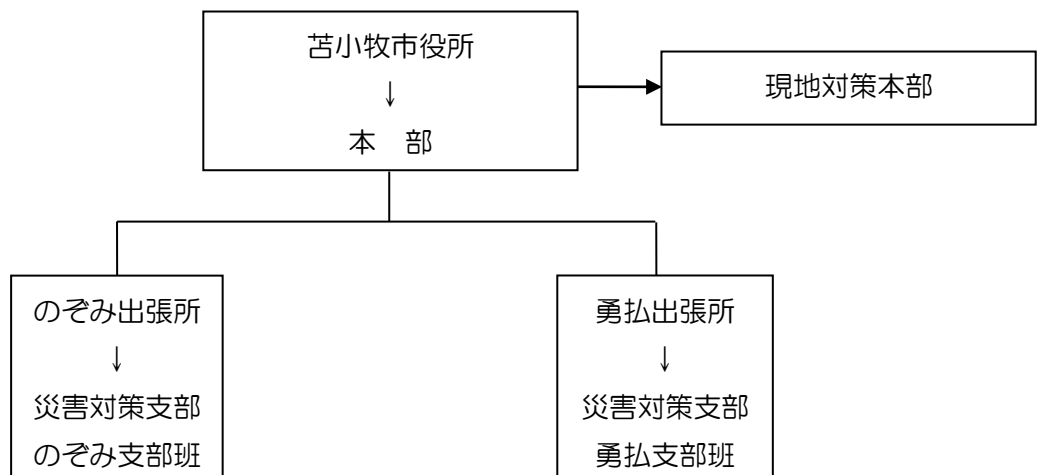 苫小牧市役所
↓
本　部
現地対策本部
のぞみ出張所
↓
災害対策支部
のぞみ支部班
勇払出張所
↓
災害対策支部
勇払支部班